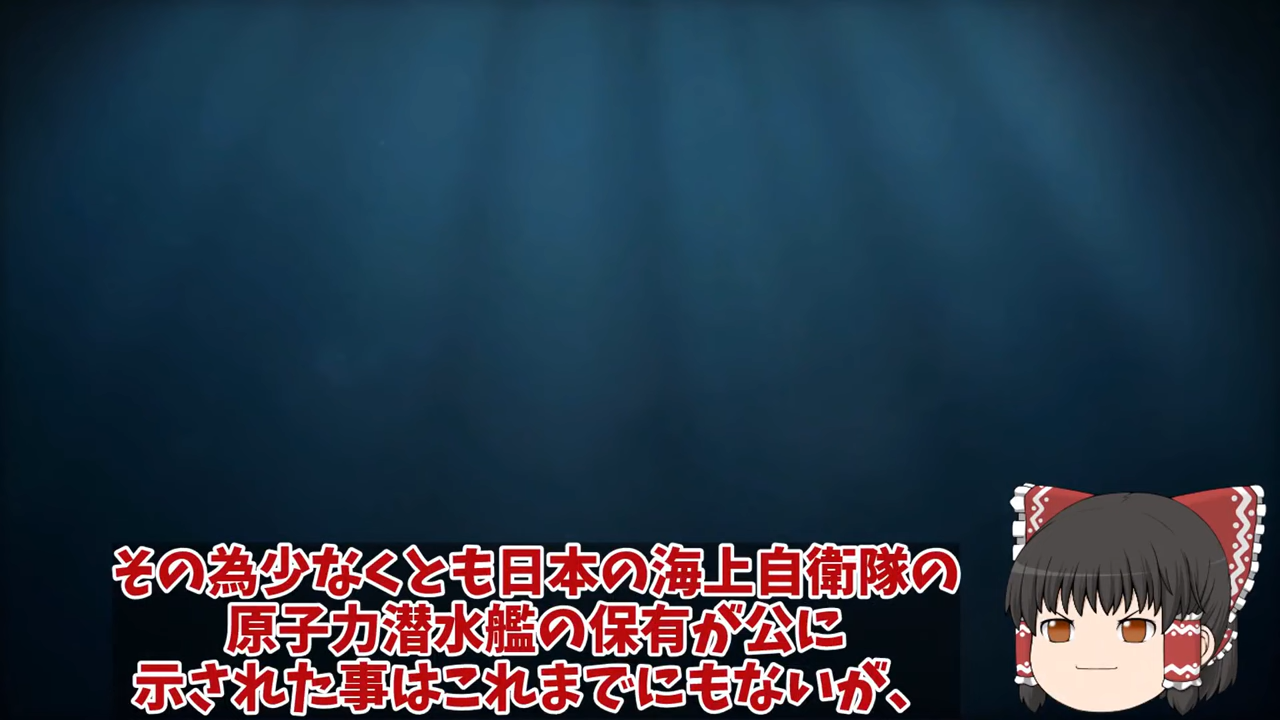 その為少なくとも日本の海上自衛隊の
原子力潜水艦の保有が公に
示された事はこれまでにもないが、